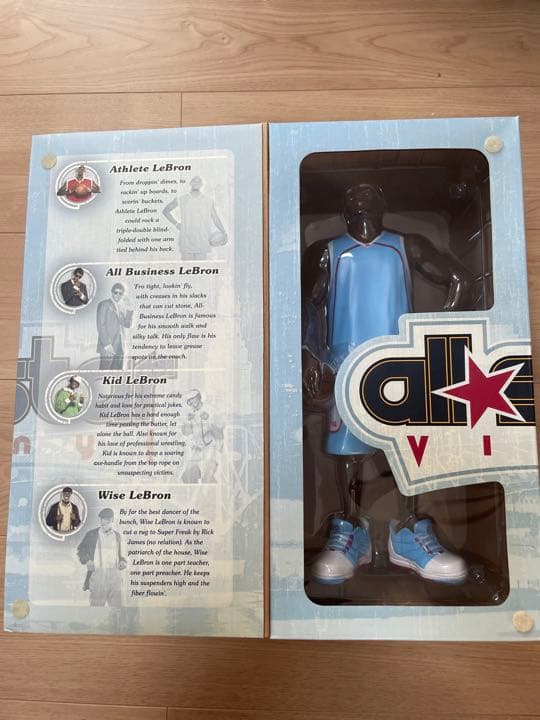 Athlete LeBron
From droppin' dimes, to
rockin' up boards, to
scorin' buckets,
Athlete LeBron
could rock a
triple-double blind-
folded with one arm
tied behind his back.
All Business LeBron
'Fro tight, lookin' fly,
with creases in his slacks
that can cut stone, All-
Business LeBron is famous
for his smooth walk and
silky talk. His only flaw is his
tendency to leave grease
spots on the couch.
Kid LeBron
Notorious for his extreme candy
habit and love for practical jokes,
Kid LeBron has a hard enough
time passing the butter, let
alone the ball. Also known for
his love of professional wrestling,
Kid is known to drop a soaring
axe-handle from the top rope on
unsuspecting victims.
Wise LeBron
By far the best dancer of the
bunch, Wise LeBron is known to
cut a rug to Super Freak by Rick
James (no relation). As the
patriarch of the house, Wise
LeBron is one part teacher,
one part preacher. He keeps
his suspenders high and the
fiber flowin'.
all
VI